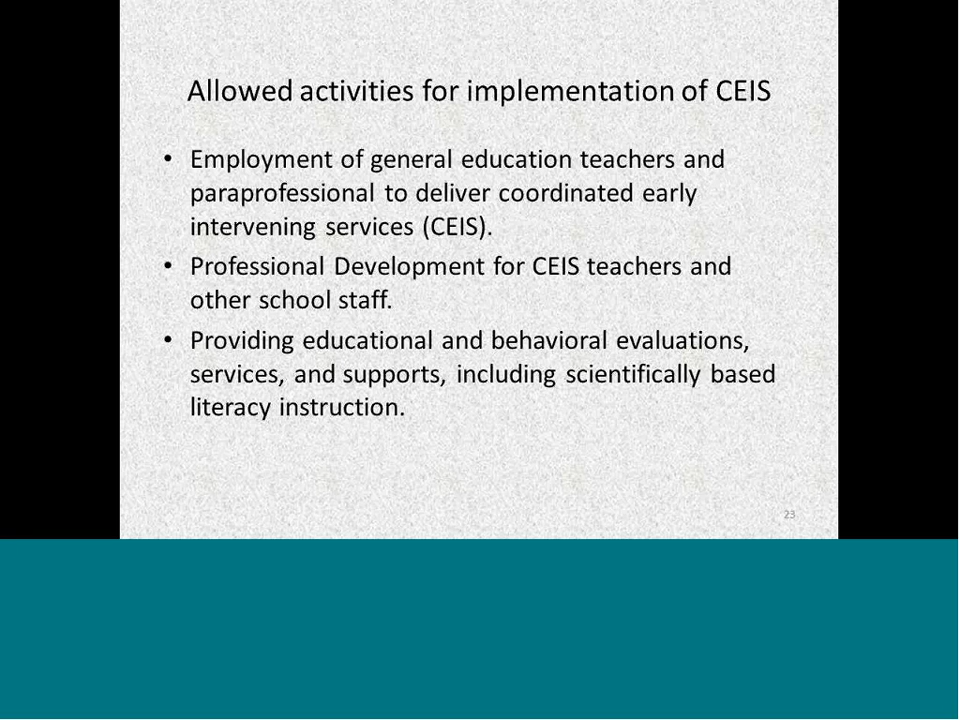 Allowed activities for implementation of CEIS
• Employment of general education teachers and
paraprofessional to deliver coordinated early
intervening services (CEIS).
• Professional Development for CEIS teachers and
other school staff.
• Providing educational and behavioral evaluations,
services, and supports, including scientifically based
literacy instruction.
23